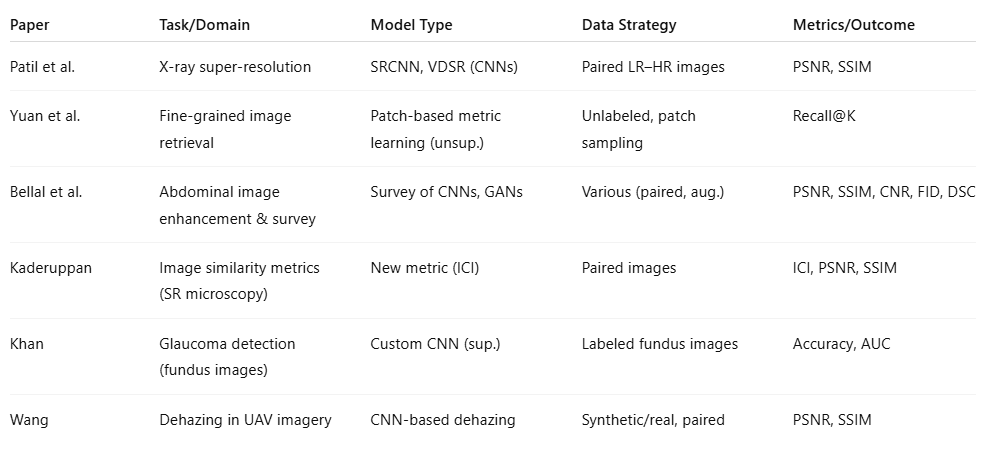 Paper Task/Domain Model Type Data Strategy Metrics/Outcome
Patil et al. X-ray super-resolution SRCNN, VDSR (CNNs) Paired LR–HR images PSNR, SSIM
Yuan et al. Fine-grained image Patch-based metric Unlabeled, patch Recall@K
retrieval learning (unsup.) sampling
Bellal et al. Abdominal image Survey of CNNs, GANs Various (paired, aug.) PSNR, SSIM, CNR, FID, DSC
enhancement & survey
Kaderuppan Image similarity metrics New metric (ICI) Paired images ICI, PSNR, SSIM
(SR microscopy)
Khan Glaucoma detection Custom CNN (sup.) Labeled fundus images Accuracy, AUC
(fundus images)
Wang Dehazing in UAV imagery CNN-based dehazing Synthetic/real, paired PSNR, SSIM